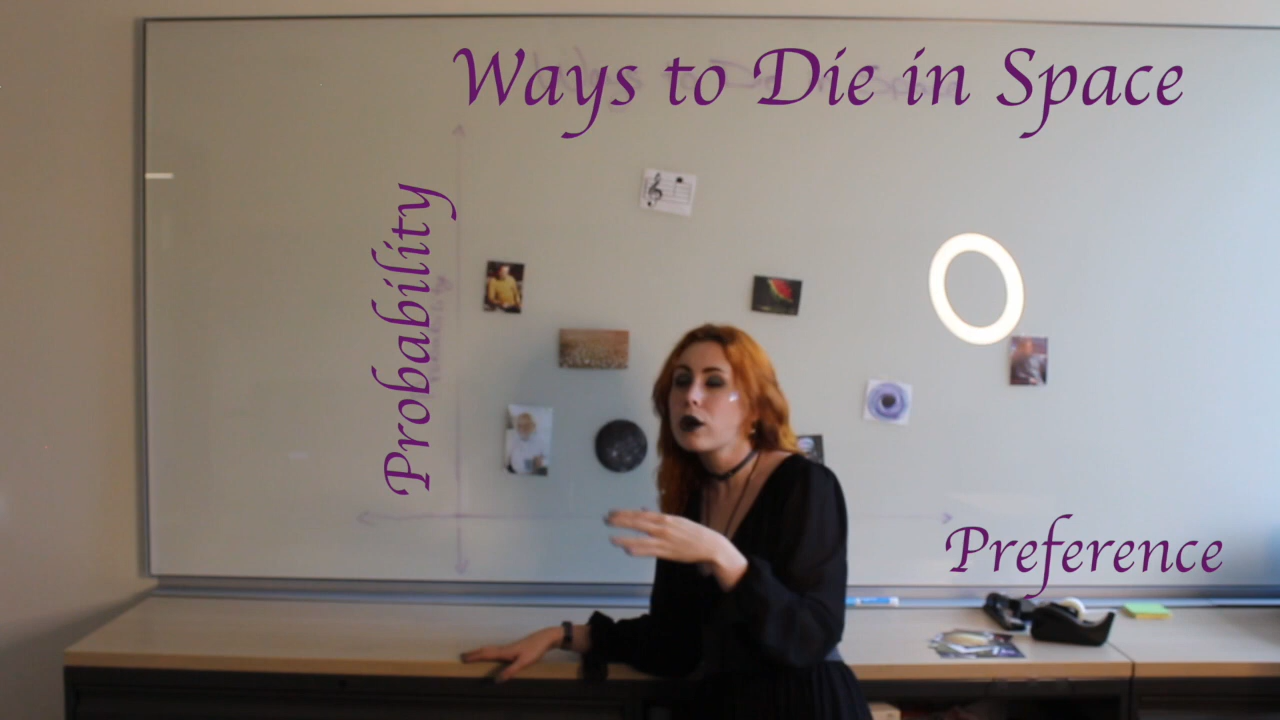 Ways to Die in Space
Probability
Preference